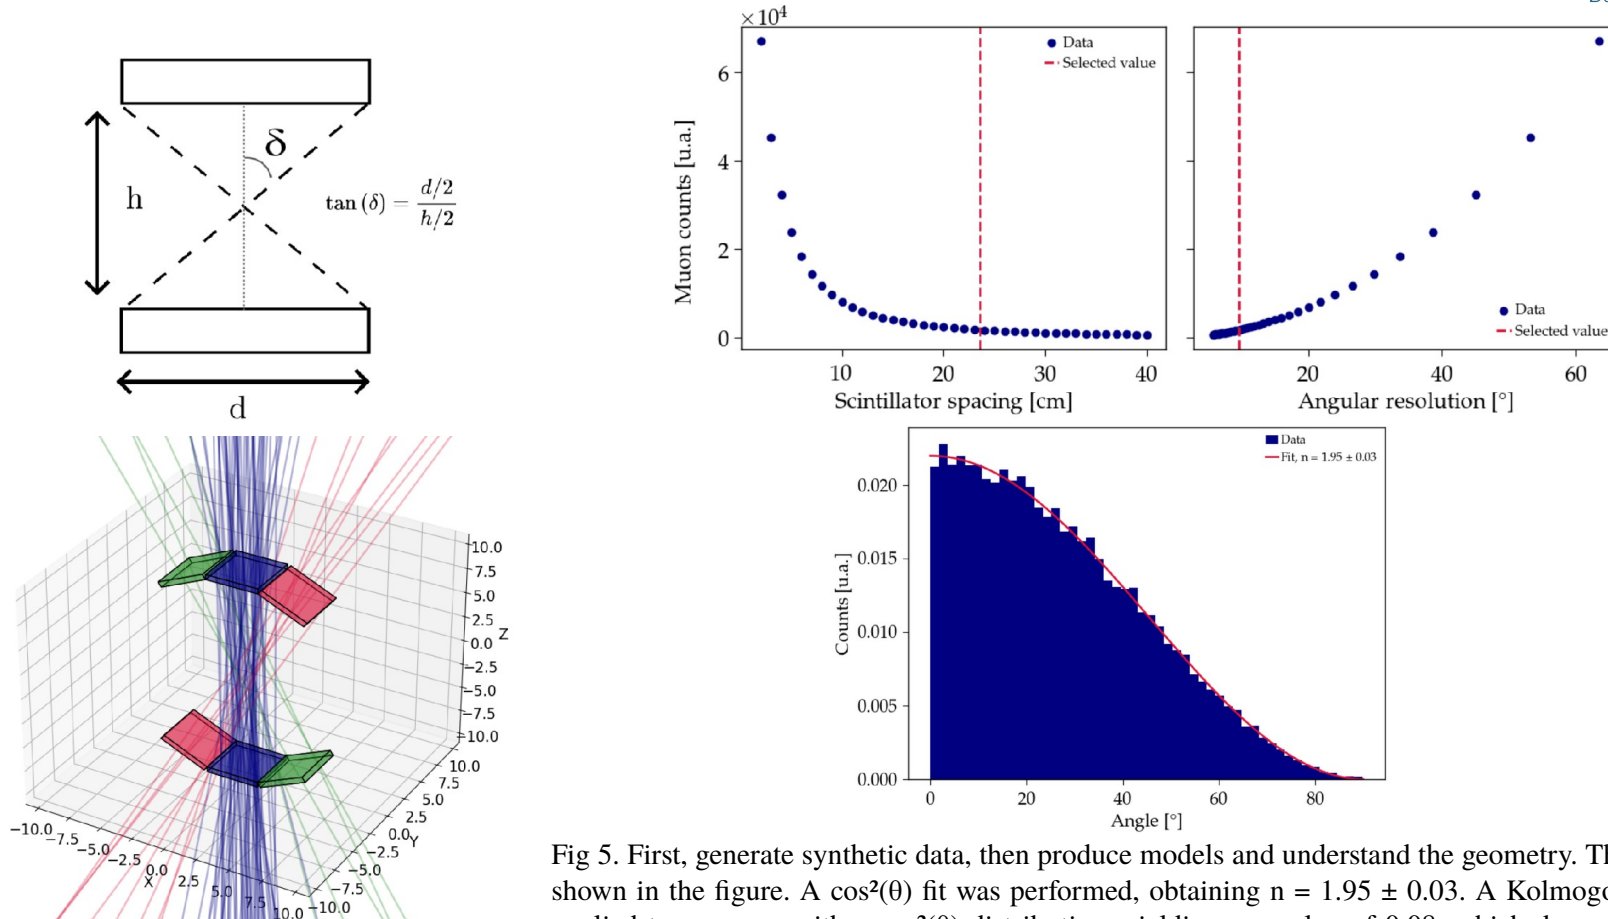 δ
h
tan (δ) = d/2 / h/2
d
×10⁴
Muon counts [u.a.]
6
4
2
0
10 20 30 40
Scintillator spacing [cm]
Data
Selected value
20 40 60
Angular resolution [°]
Data
Selected value
10.0
7.5
5.0
2.5
0.0
−2.5
−5.0
−7.5
−10.0
Z
10.0
7.5
5.0
2.5
0.0
−2.5
−5.0
−7.5
−10.0
Y
−10.0
−7.5
−5.0
−2.5
0.0
2.5
5.0
10.0
X
Counts [u.a.]
0.020
0.015
0.010
0.005
0.000
0 20 40 60 80
Angle [°]
Data
Fit, n = 1.95 ± 0.03
Fig 5. First, generate synthetic data, then produce models and understand the geometry.
shown in the figure. A cos²(θ) fit was performed, obtaining n = 1.95 ± 0.03. A